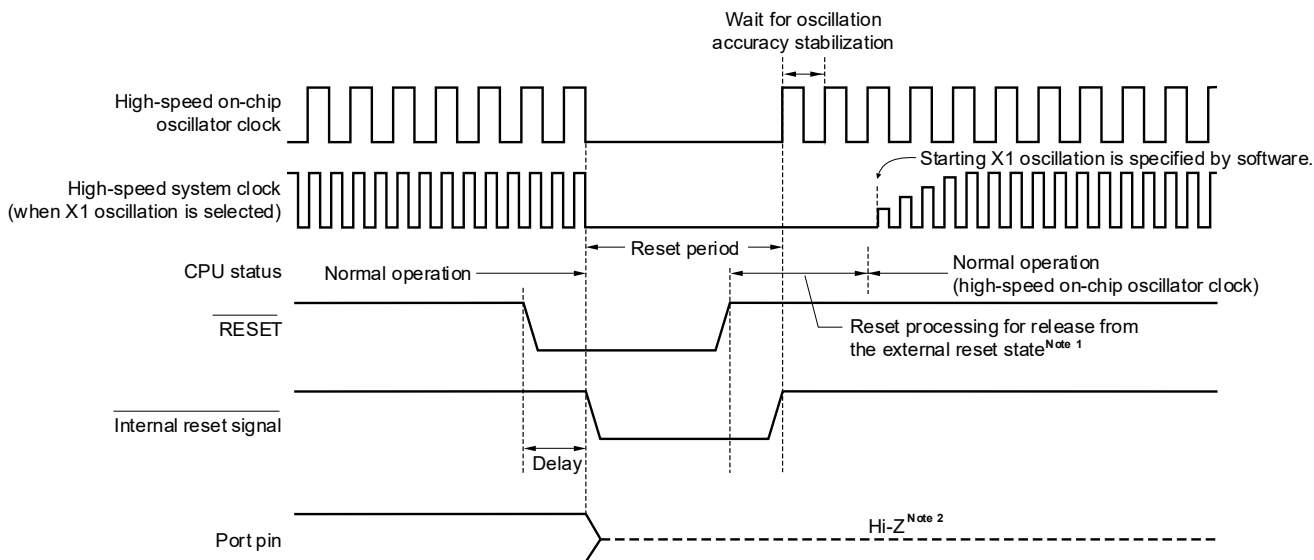 Wait for oscillation
accuracy stabilization
High-speed on-chip
oscillator clock
Starting X1 oscillation is specified by software.
High-speed system clock
(when X1 oscillation is selected)
Reset period
CPU status
Normal operation
Normal operation
(high-speed on-chip oscillator clock)
RESET
Reset processing for release from
the external reset state Note 1
Internal reset signal
Delay
Port pin
Hi-Z Note 2